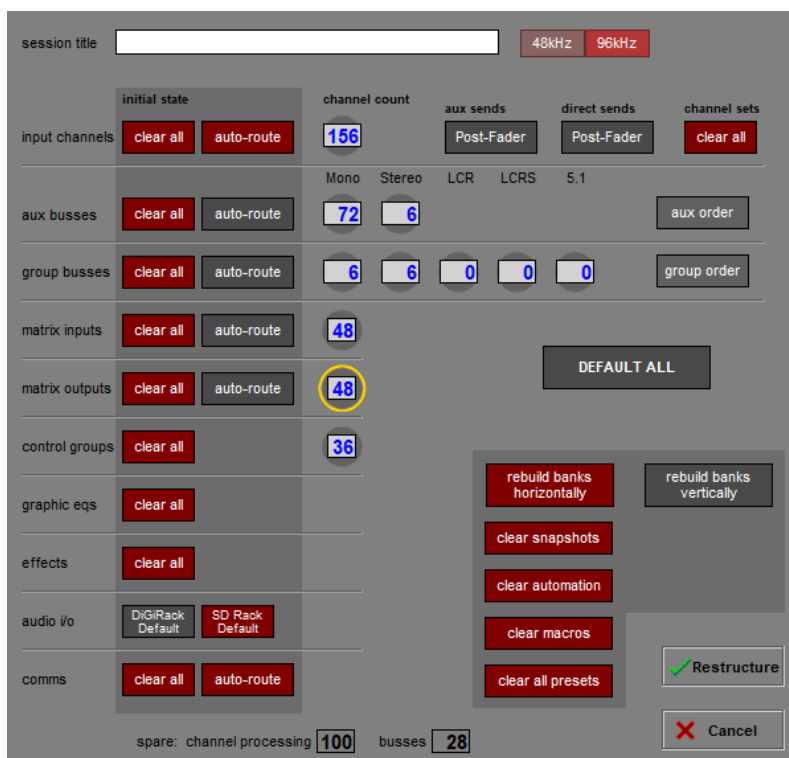 session title 48kHz 96kHz
initial state channel count aux sends direct sends channel sets
input channels clear all auto-route 156 Post-Fader Post-Fader clear all
Mono Stereo LCR LCRS 5.1
aux busses clear all auto-route 72 6 aux order
group busses clear all auto-route 6 6 0 0 0 group order
matrix inputs clear all auto-route 48
DEFAULT ALL
matrix outputs clear all auto-route 48
control groups clear all 36
rebuild banks
horizontally
rebuild banks
vertically
graphic eqs clear all
clear snapshots
effects clear all
clear automation
audio i/o
DiGiRack
Default
SD Rack
Default
clear macros
Restructure
comms clear all auto-route
clear all presets
Cancel
spare: channel processing 100 busses 28